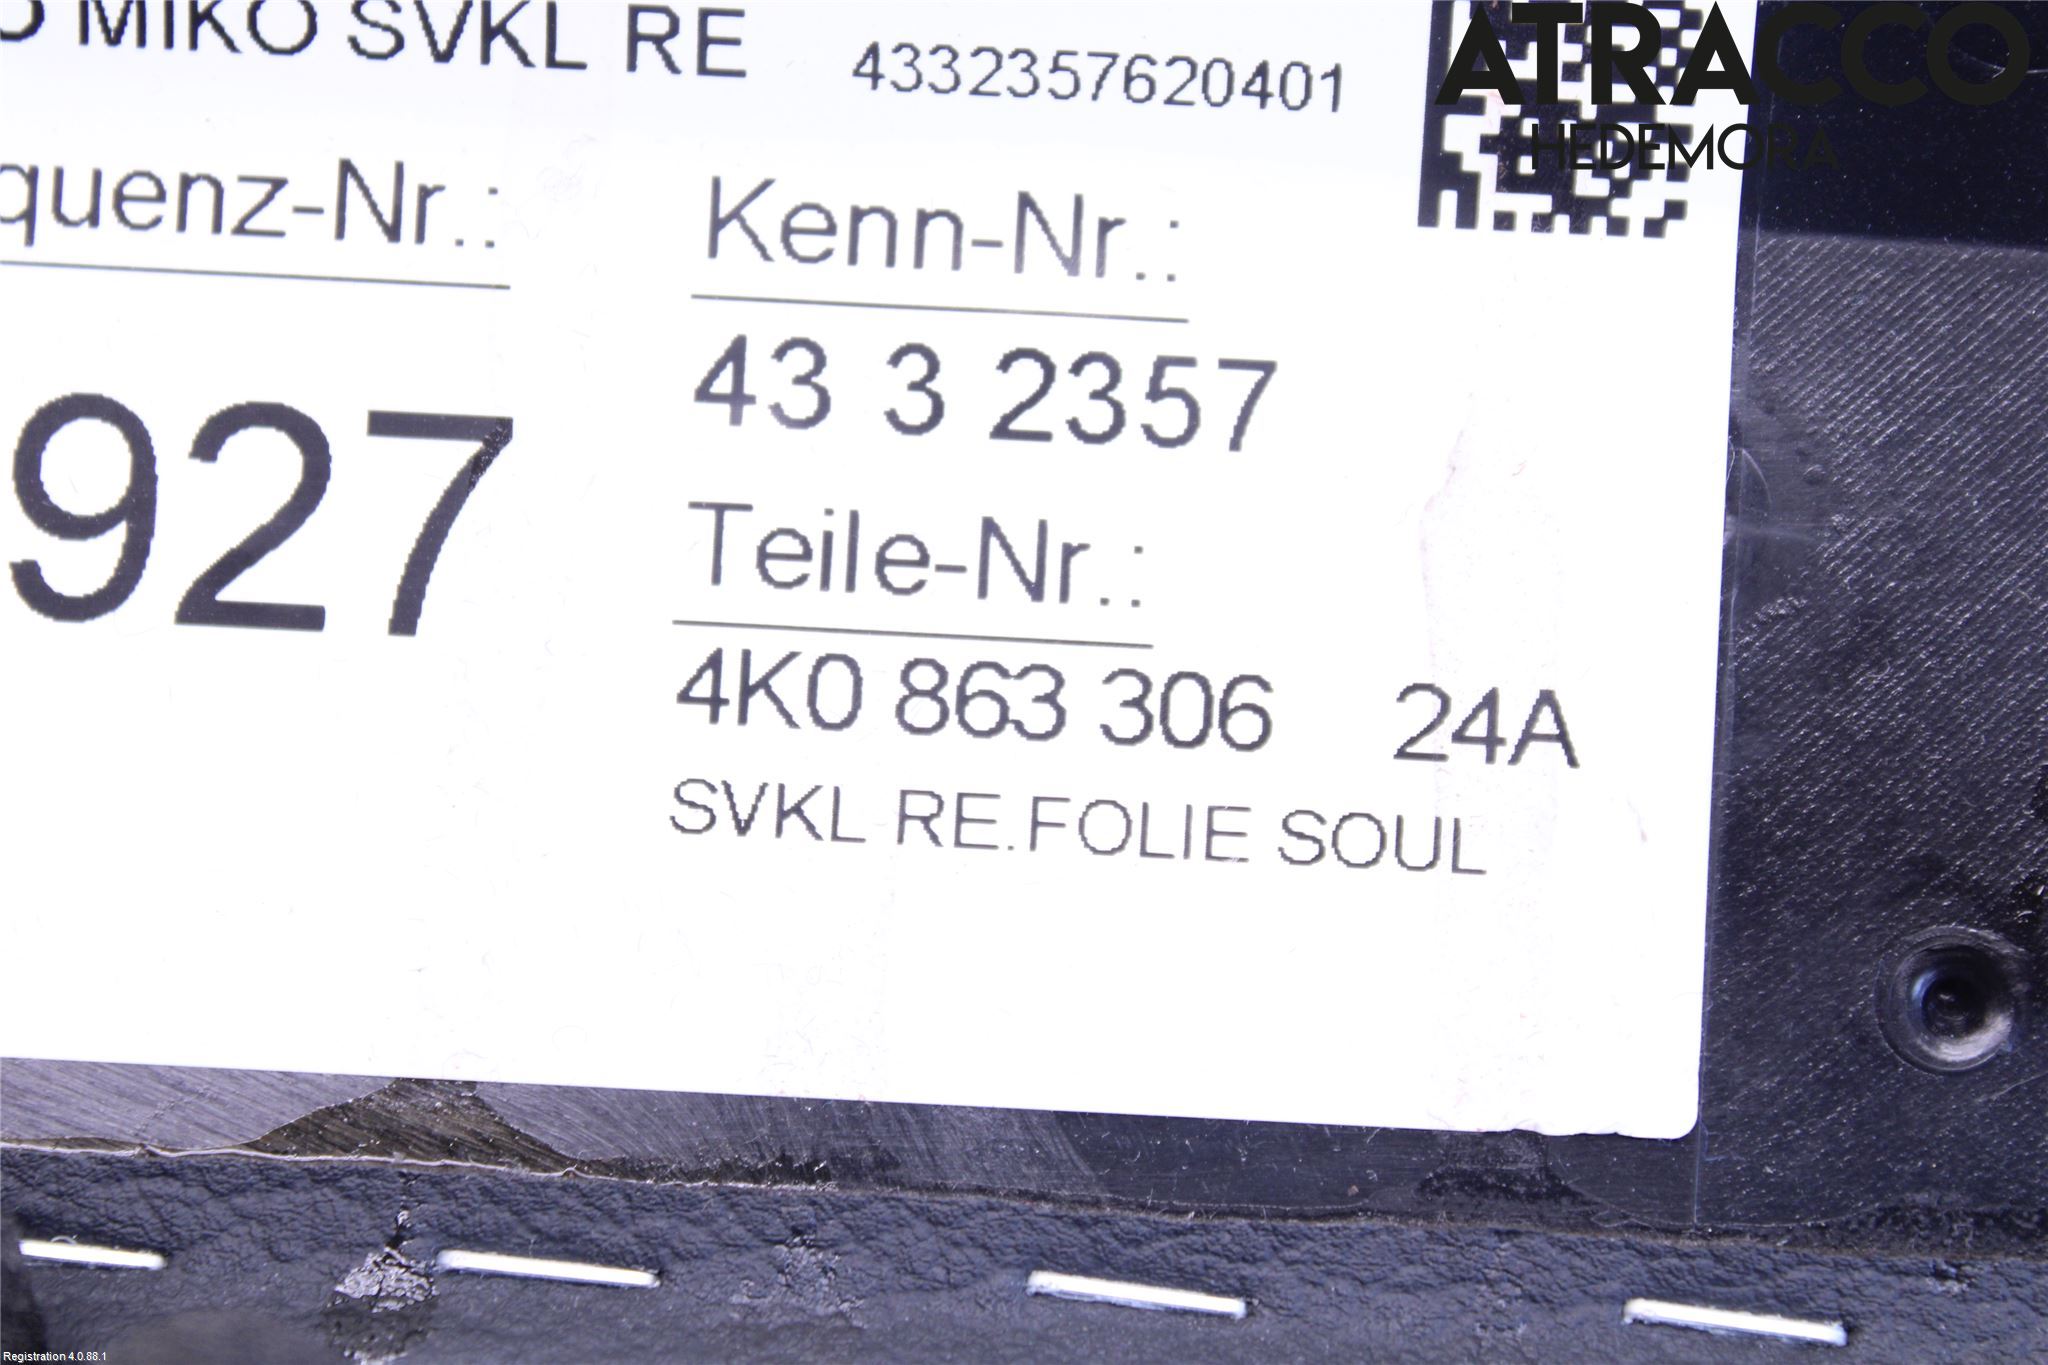 MIKO SVKL RE 4332357620401
ATRACCO
HEDEMORA
quenz-Nr.: Kenn-Nr.:
927 43 3 2357
Teile-Nr.:
4K0 863 306 24A
SVKL RE.FOLIE SOUL
Registration 4.0.88.1